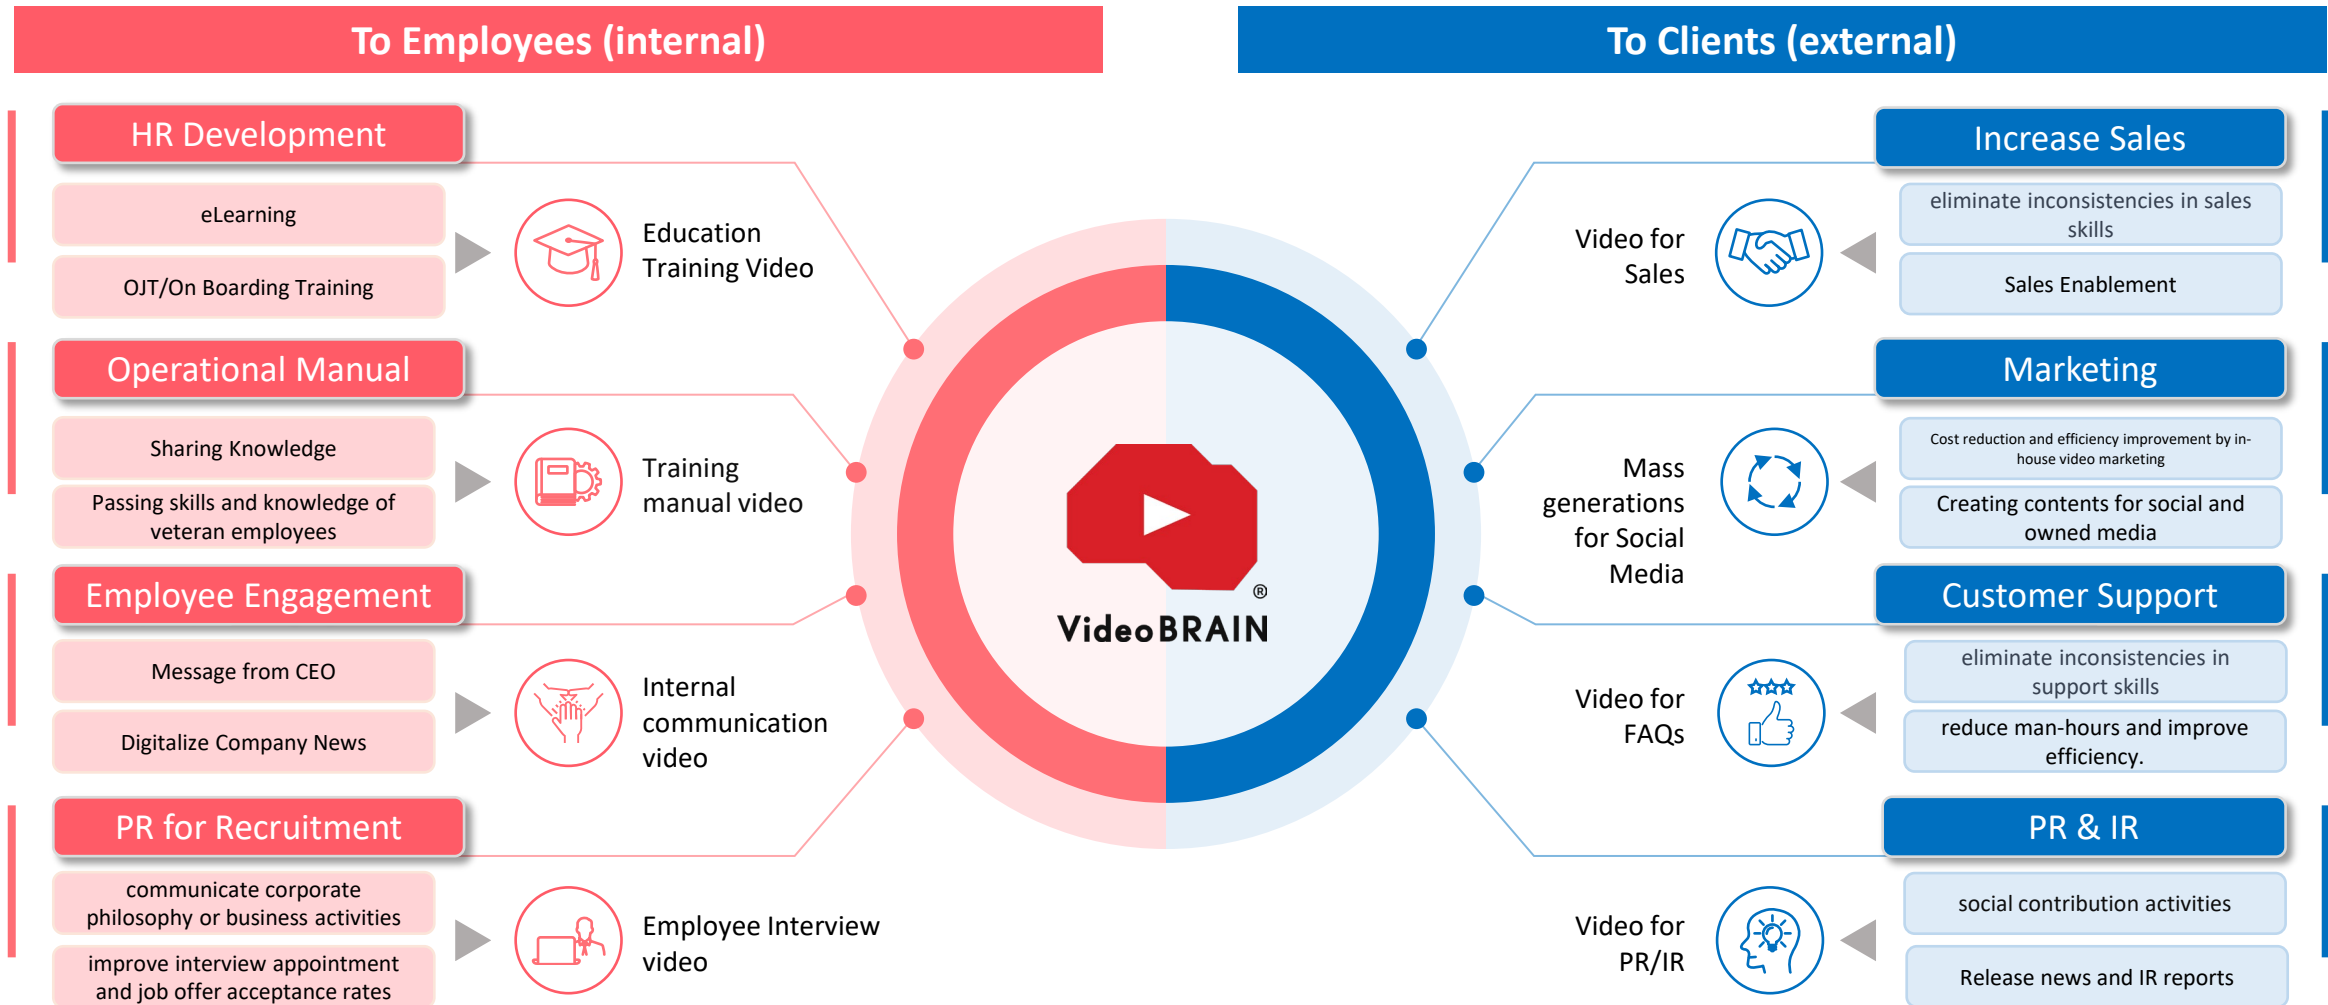 To Employees (internal)
To Clients (external)
HR Development
eLearning
OJT/On Boarding Training
Education
Training Video
Operational Manual
Sharing Knowledge
Passing skills and knowledge of
veteran employees
Training
manual video
Employee Engagement
Message from CEO
Digitalize Company News
Internal
communication
video
PR for Recruitment
communicate corporate
philosophy or business activities
improve interview appointment
and job offer acceptance rates
Employee Interview
video
®
VideoBRAIN
Increase Sales
eliminate inconsistencies in sales
skills
Sales Enablement
Video for
Sales
Marketing
Cost reduction and efficiency improvement by in-
house video marketing
Creating contents for social and
owned media
Mass
generations
for Social
Media
Customer Support
eliminate inconsistencies in
support skills
reduce man-hours and improve
efficiency.
Video for
FAQs
PR & IR
social contribution activities
Release news and IR reports
Video for
PR/IR